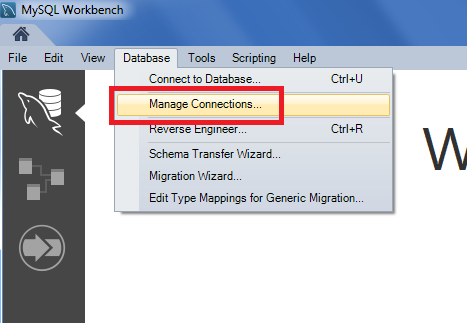 MySQL Workbench
File Edit View Database Tools Scripting Help
Connect to Database... Ctrl+U
Manage Connections...
Reverse Engineer... Ctrl+R
Schema Transfer Wizard...
Migration Wizard...
Edit Type Mappings for Generic Migration...
W